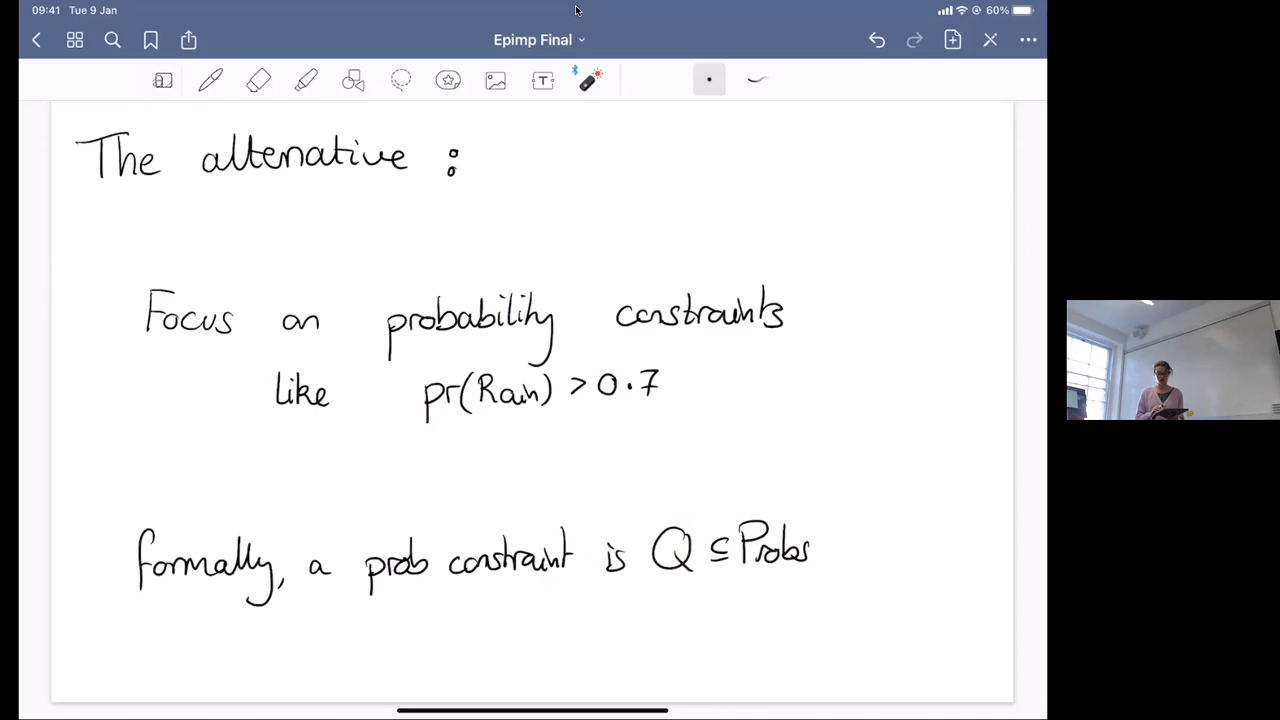 09:41 Tue 9 Jan
60%
Epimp Final
T
The altenative :
Focus on probability constraints
like pr(Rain) > 0.7
formally, a prob constraint is Q ⊆ Probs